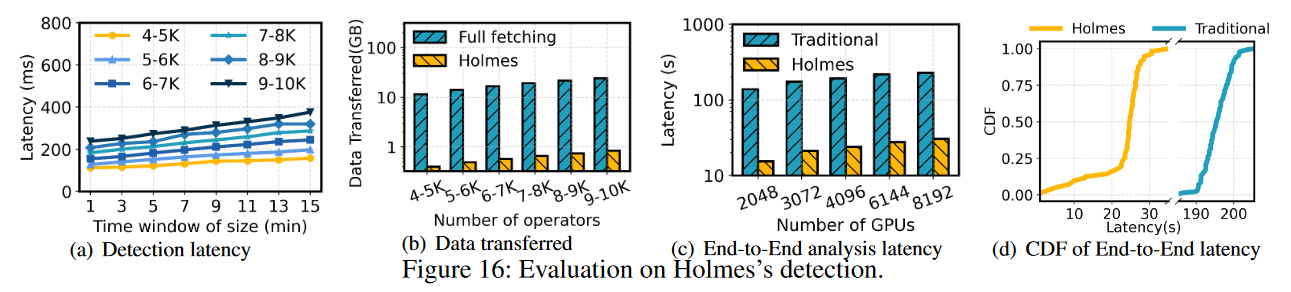 800
600
400
200
0
Latency (ms)
4-5K
5-6K
6-7K
7-8K
8-9K
9-10K
1 3 5 7 9 11 13 15
Time window of size (min)
(a) Detection latency
Data Transferred(GB)
100
10
1
Full fetching
Holmes
4-5K 5-6K 6-7K 7-8K 8-9K 9-10K
Number of operators
(b) Data transferred
Latency (s)
1000
100
10
Traditional
Holmes
2048 3072 4096 6144 8192
Number of GPUs
(c) End-to-End analysis latency
Holmes Traditional
CDF
1.00
0.75
0.50
0.25
0.00
10 20 30 190 200
Latency(s)
(d) CDF of End-to-End latency
Figure 16: Evaluation on Holmes's detection.